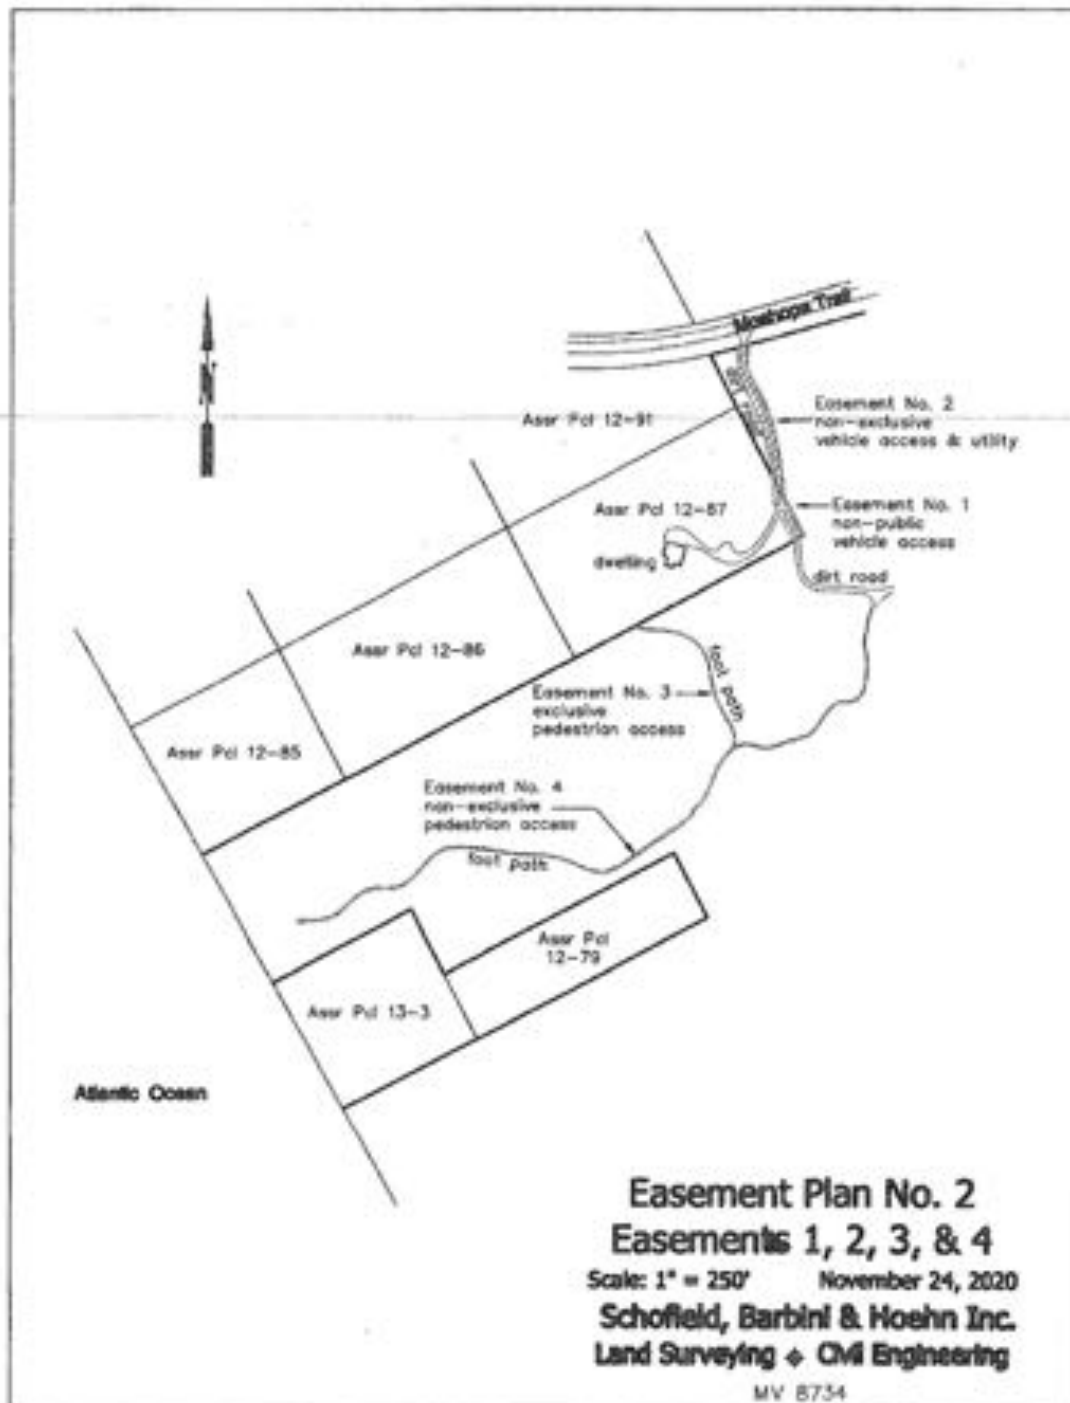 Moshops Trail
dirt road
Assr Pcl 12-91
Easement No. 2
non-exclusive
vehicle access & utility
Assr Pcl 12-87
Easement No. 1
non-public
vehicle access
dwelling
dirt road
Assr Pcl 12-86
foot path
Easement No. 3
exclusive
pedestrian access
Assr Pcl 12-85
Easement No. 4
non-exclusive
pedestrian access
foot path
Assr Pcl
12-79
Assr Pcl 13-3
Atlantic Ocean
Easement Plan No. 2
Easements 1, 2, 3, & 4
Scale: 1" = 250' November 24, 2020
Schofield, Barbini & Hoehn Inc.
Land Surveying Civil Engineering
MV 8734